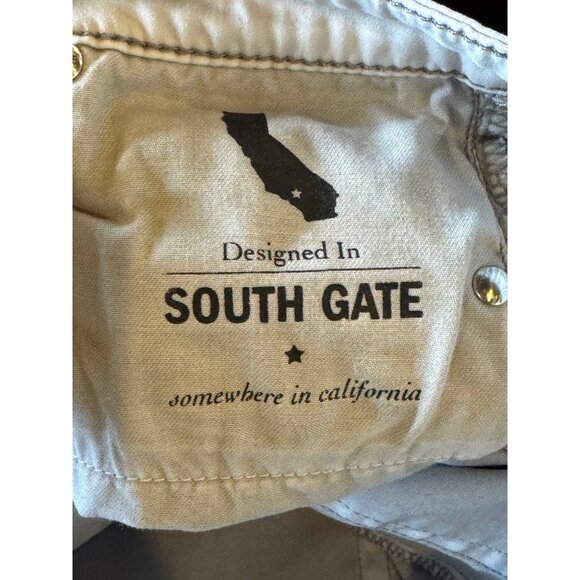 Designed In
SOUTH GATE
somewhere in california